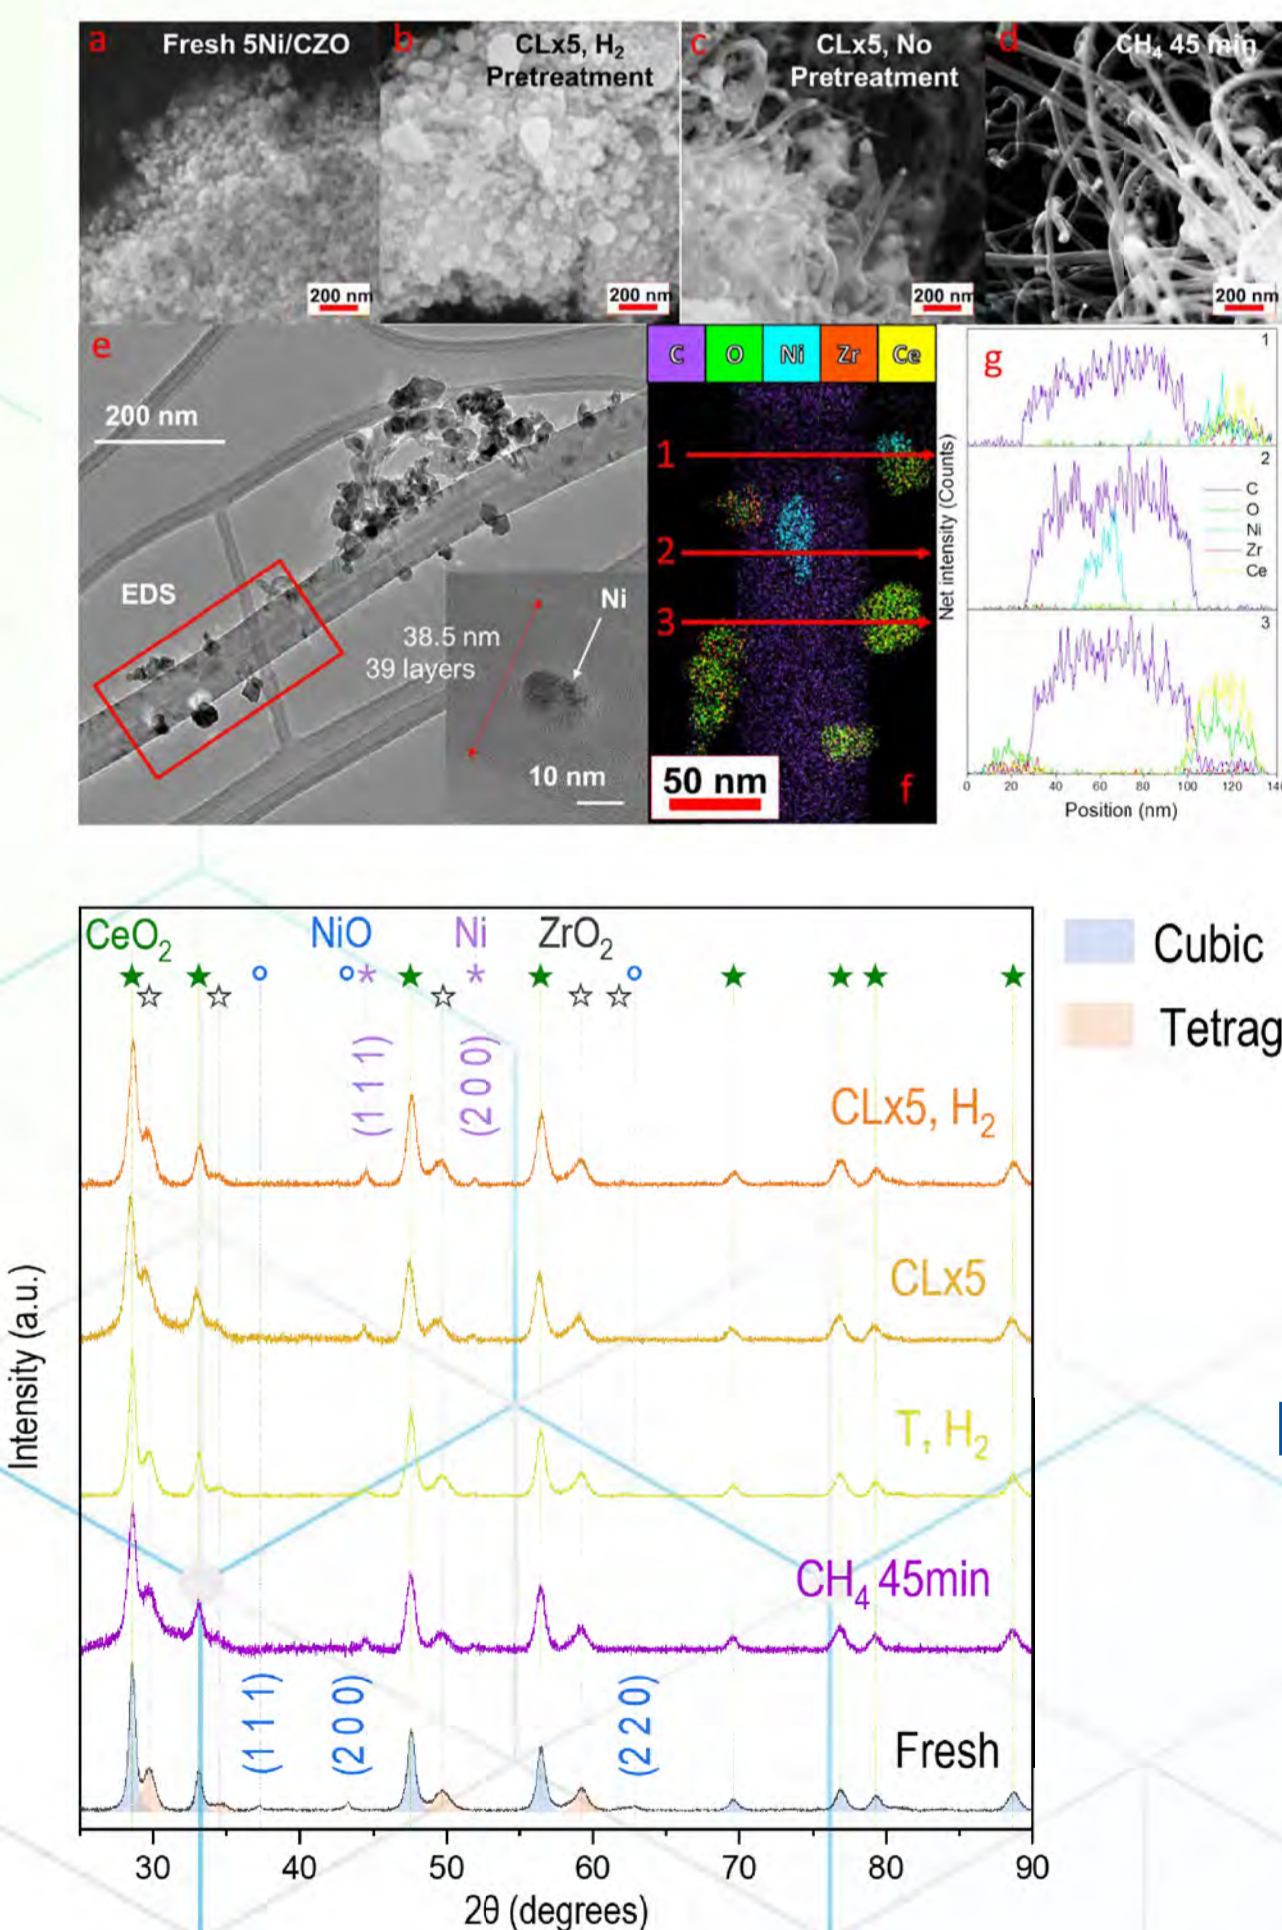 a
Fresh 5Ni/CZO
200 nm
b
CLx5, H₂
Pretreatment
200 nm
c
CLx5, No
Pretreatment
200 nm
d
CH₄ 45 min
200 nm
e
200 nm
EDS
38.5 nm
39 layers
Ni
10 nm
C O Ni Zr Ce
1
2
3
50 nm
f
g
1
2
C
O
Ni
Zr
Ce
3
Net intensity (Counts)
0 20 40 60 80 100 120
Position (nm)
CeO₂ NiO Ni ZrO₂
(1 1 1)
(2 0 0)
CLx5, H₂
CLx5
T, H₂
CH₄ 45min
(1 1 1)
(2 0 0)
(2 2 0)
Fresh
Intensity (a.u.)
30 40 50 60 70 80 90
2θ (degrees)
Cubic
Tetrag